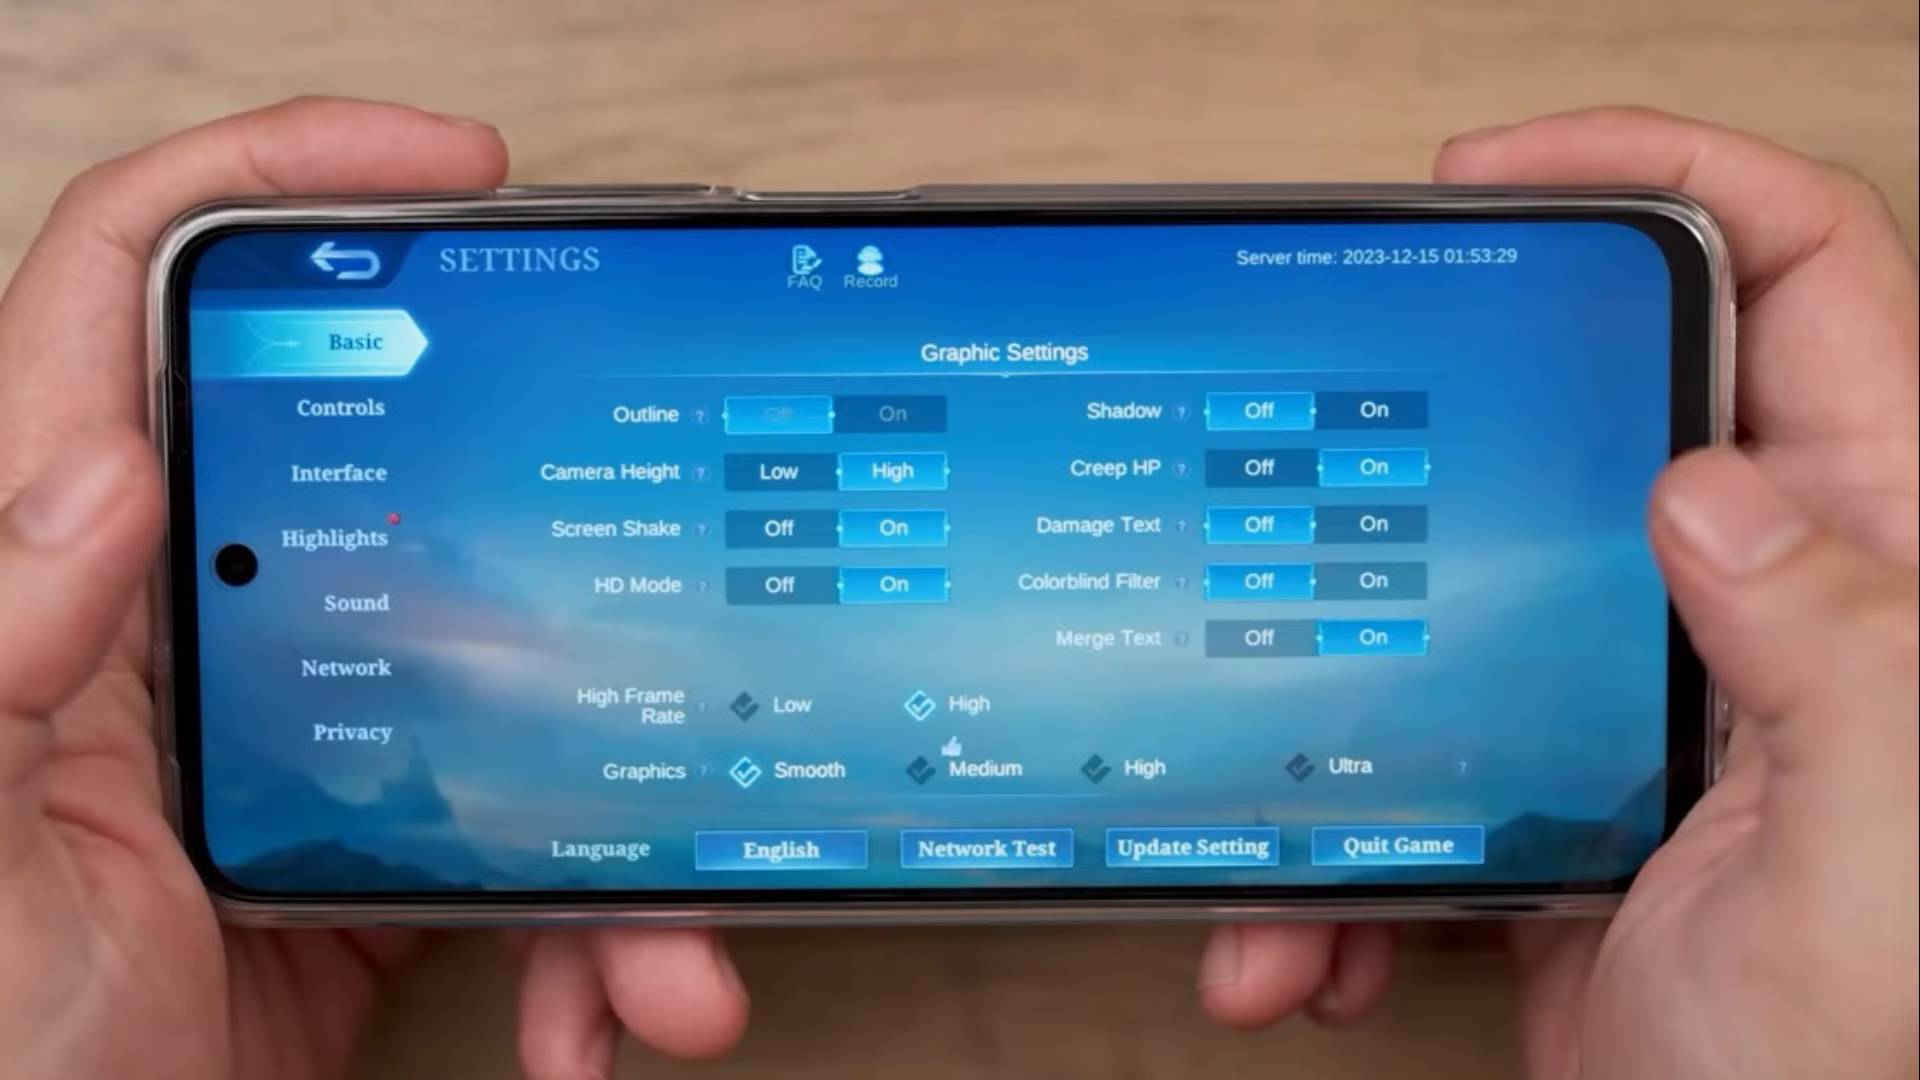 SETTINGS
FAQ
Record
Server time: 2023-12-15 01:53:29
Basic
Controls
Interface
Highlights
Sound
Network
Privacy
Graphic Settings
Outline ? Off On
Shadow ? Off On
Camera Height ? Low High
Creep HP ? Off On
Screen Shake ? Off On
Damage Text ? Off On
HD Mode ? Off On
Colorblind Filter ? Off On
Merge Text ? Off On
High Frame
Rate ? Low High
Graphics ? Smooth Medium High Ultra ?
Language English Network Test Update Setting Quit Game